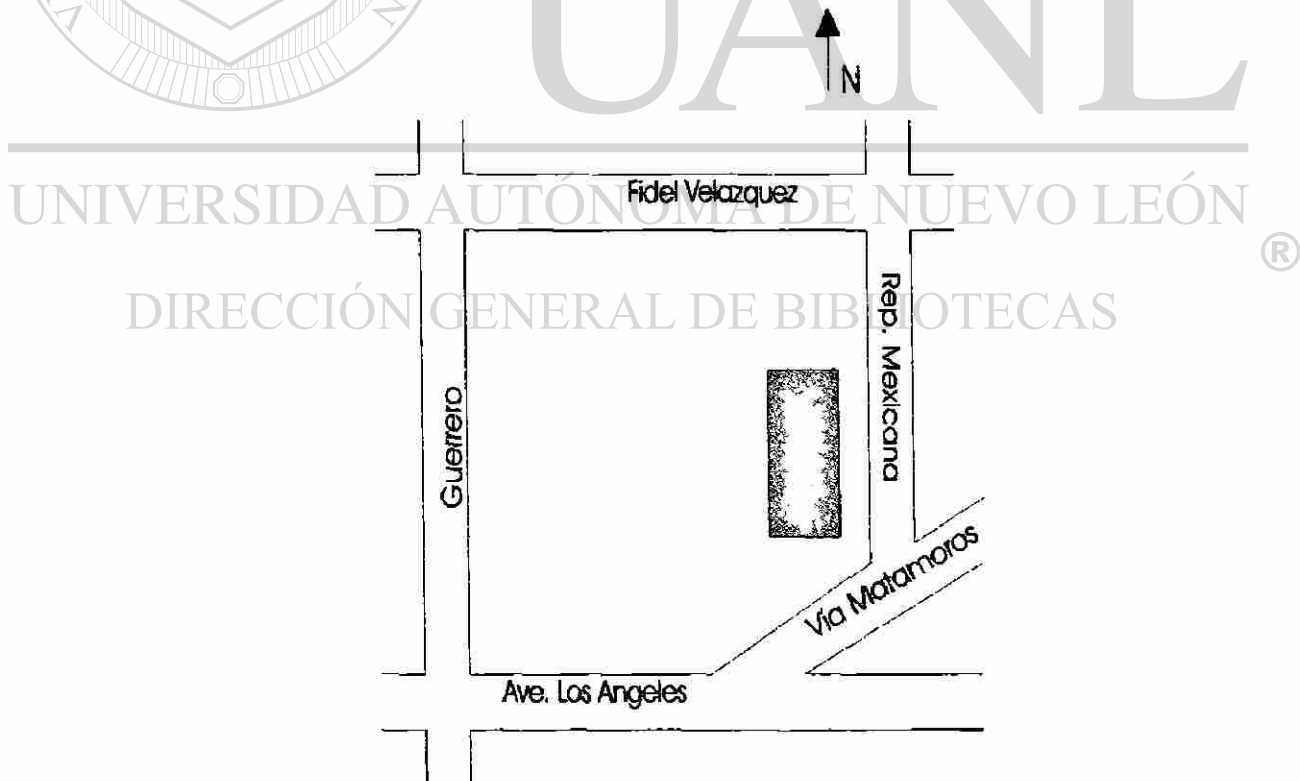 UANL
N
UNIVERSIDAD AUTÓNOMA DE NUEVO LEÓN
®
Fidel Velazquez
DIRECCIÓN GENERAL DE BIBLIOTECAS
Rep. Mexicana
Guerrero
Vía Matamoros
Ave. Los Angeles